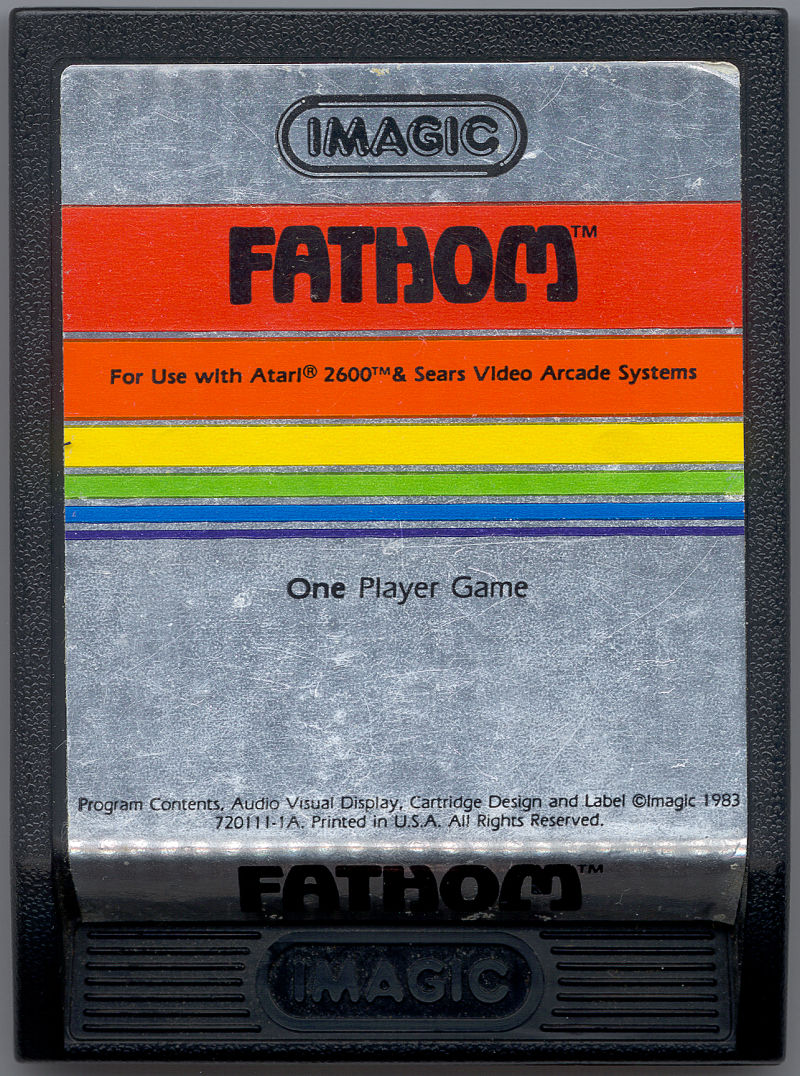 IMAGIC
FATHOM™
For Use with Atari® 2600™ & Sears Video Arcade Systems
One Player Game
Program Contents, Audio Visual Display, Cartridge Design and Label ©Imagic 1983
720111-1A. Printed in U.S.A. All Rights Reserved.
FATHOM™
IMAGIC